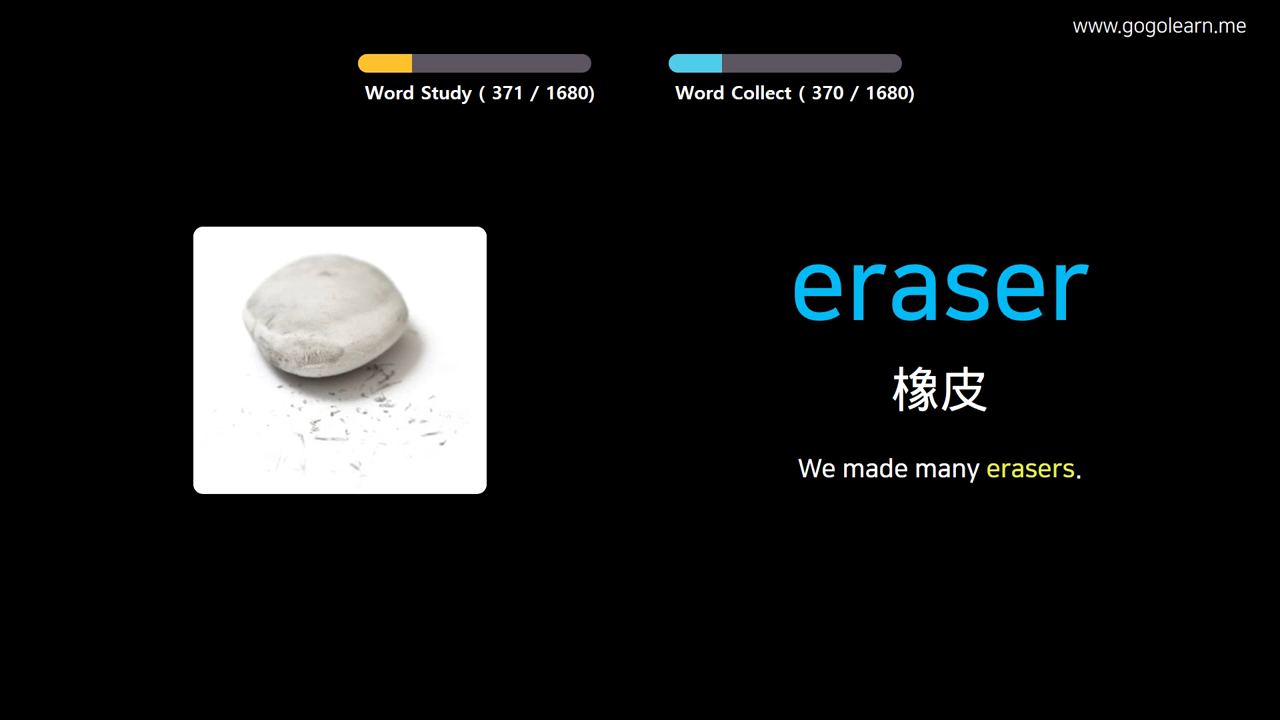 www.gogolearn.me
Word Study ( 371 / 1680)
Word Collect ( 370 / 1680)
eraser
橡皮
We made many erasers.